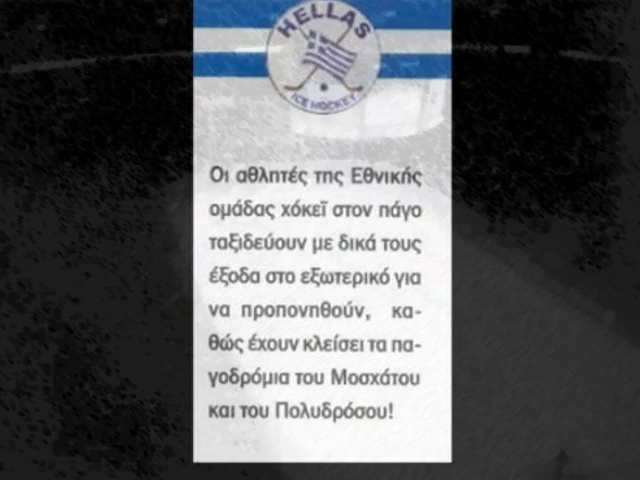 HELLAS
ICE HOCKEY
Οι αθλητές της Εθνικής
ομάδας χόκεϊ στον πάγο
ταξιδεύουν με δικά τους
έξοδα στο εξωτερικό για
να προπονηθούν, κα-
θώς έχουν κλείσει τα πα-
γοδρόμια του Μοσχάτου
και του Πολυδρόσου!